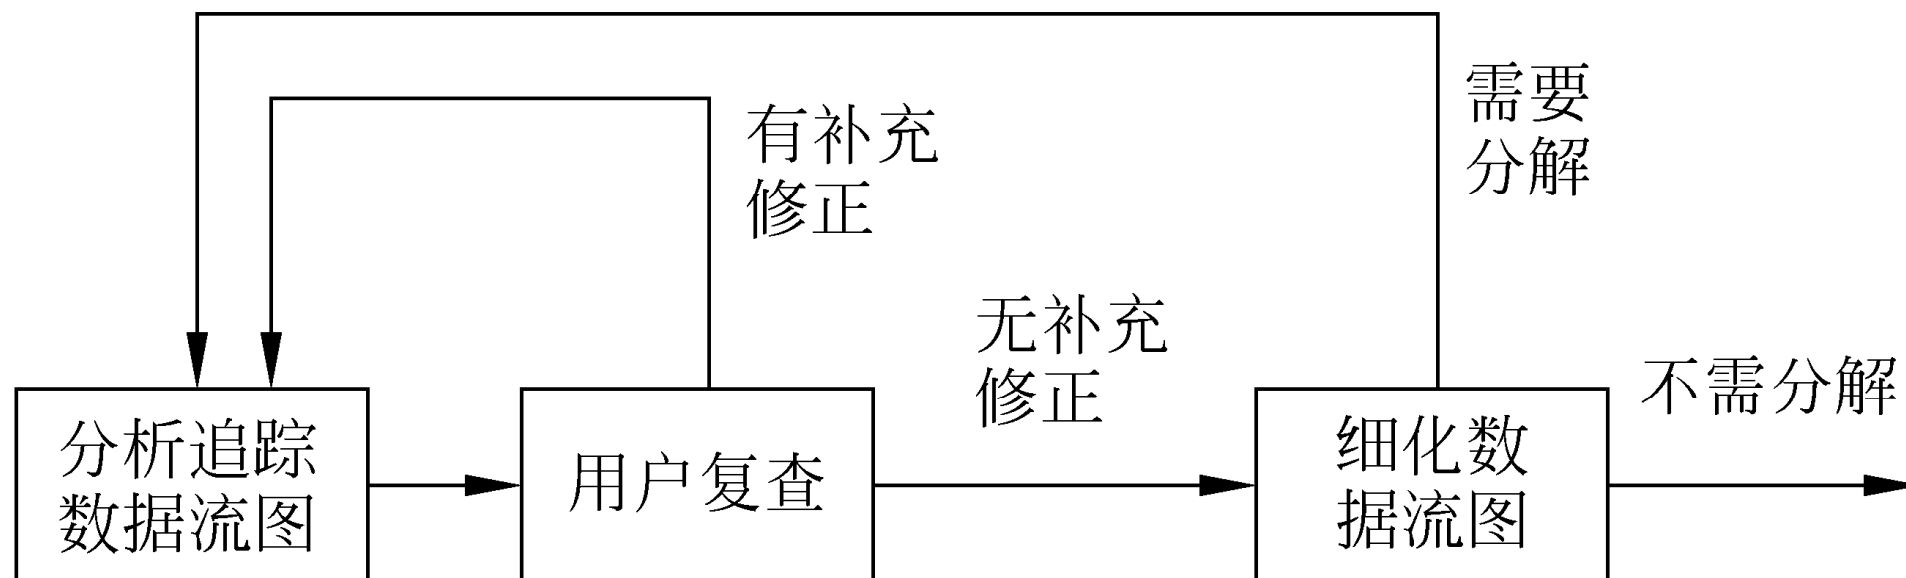 需要
分解
有补充
修正
无补充
修正
不需分解
分析追踪
数据流图
用户复查
细化数
据流图